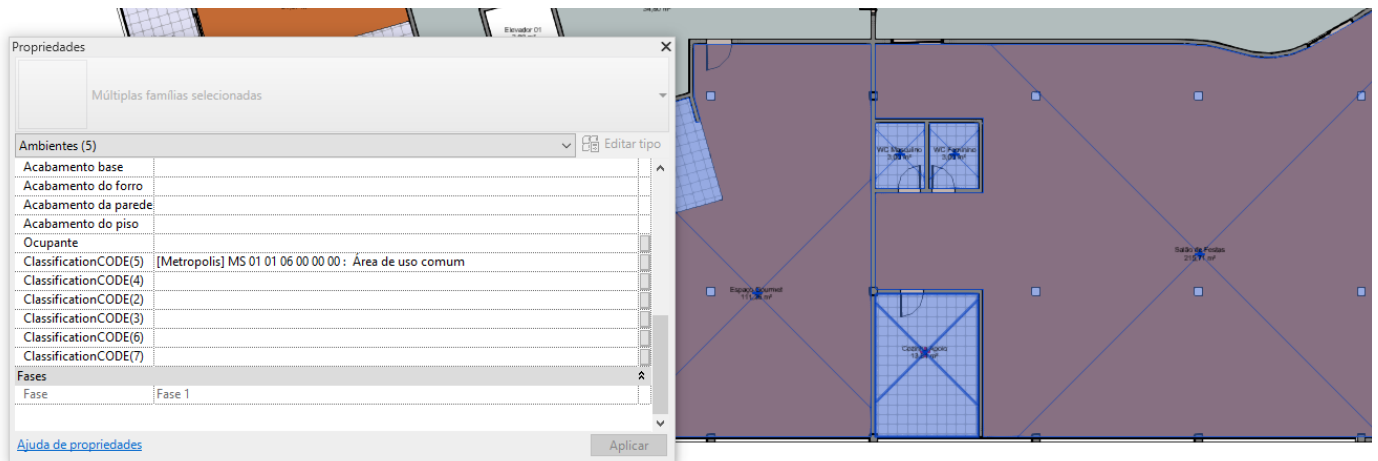 Elevador 01
Propriedades
Múltiplas famílias selecionadas
Ambientes (5)
Editar tipo
Acabamento base
Acabamento do forro
Acabamento da parede
Acabamento do piso
Ocupante
ClassificationCODE(5) [Metropolis] MS 01 01 06 00 00 00 : Área de uso comum
ClassificationCODE(4)
ClassificationCODE(2)
ClassificationCODE(3)
ClassificationCODE(6)
ClassificationCODE(7)
Fases
Fase Fase 1
Ajuda de propriedades
Aplicar
WC Masculino
WC Feminino
Salão de Festas
Espaço Gourmet